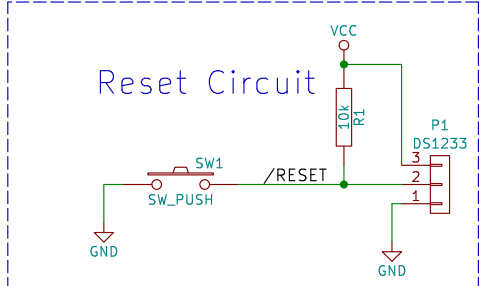 VCC
Reset Circuit
10k
R1
P1
DS1233
SW1
3
/RESET
2
SW_PUSH
1
GND
GND